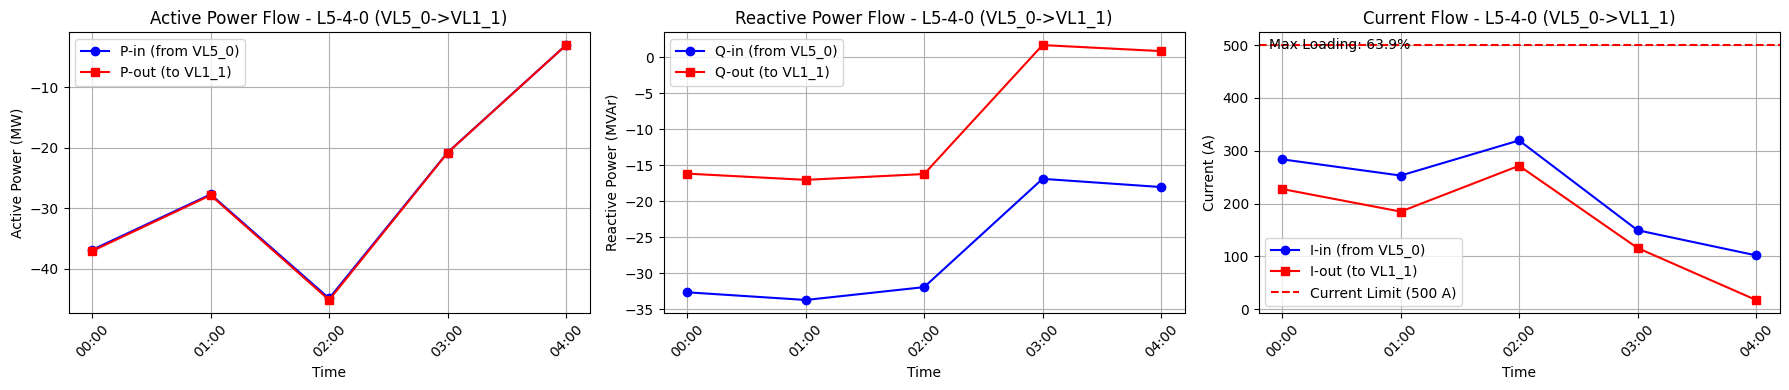 Active Power Flow - L5-4-0 (VL5_0->VL1_1)
P-in (from VL5_0)
P-out (to VL1_1)
Active Power (MW)
−10
−20
−30
−40
00:00
01:00
02:00
03:00
04:00
Time
Reactive Power Flow - L5-4-0 (VL5_0->VL1_1)
Q-in (from VL5_0)
Q-out (to VL1_1)
Reactive Power (MVAr)
0
−5
−10
−15
−20
−25
−30
−35
00:00
01:00
02:00
03:00
04:00
Time
Current Flow - L5-4-0 (VL5_0->VL1_1)
Max Loading: 63.9%
Current (A)
500
400
300
200
100
0
I-in (from VL5_0)
I-out (to VL1_1)
Current Limit (500 A)
00:00
01:00
02:00
03:00
04:00
Time